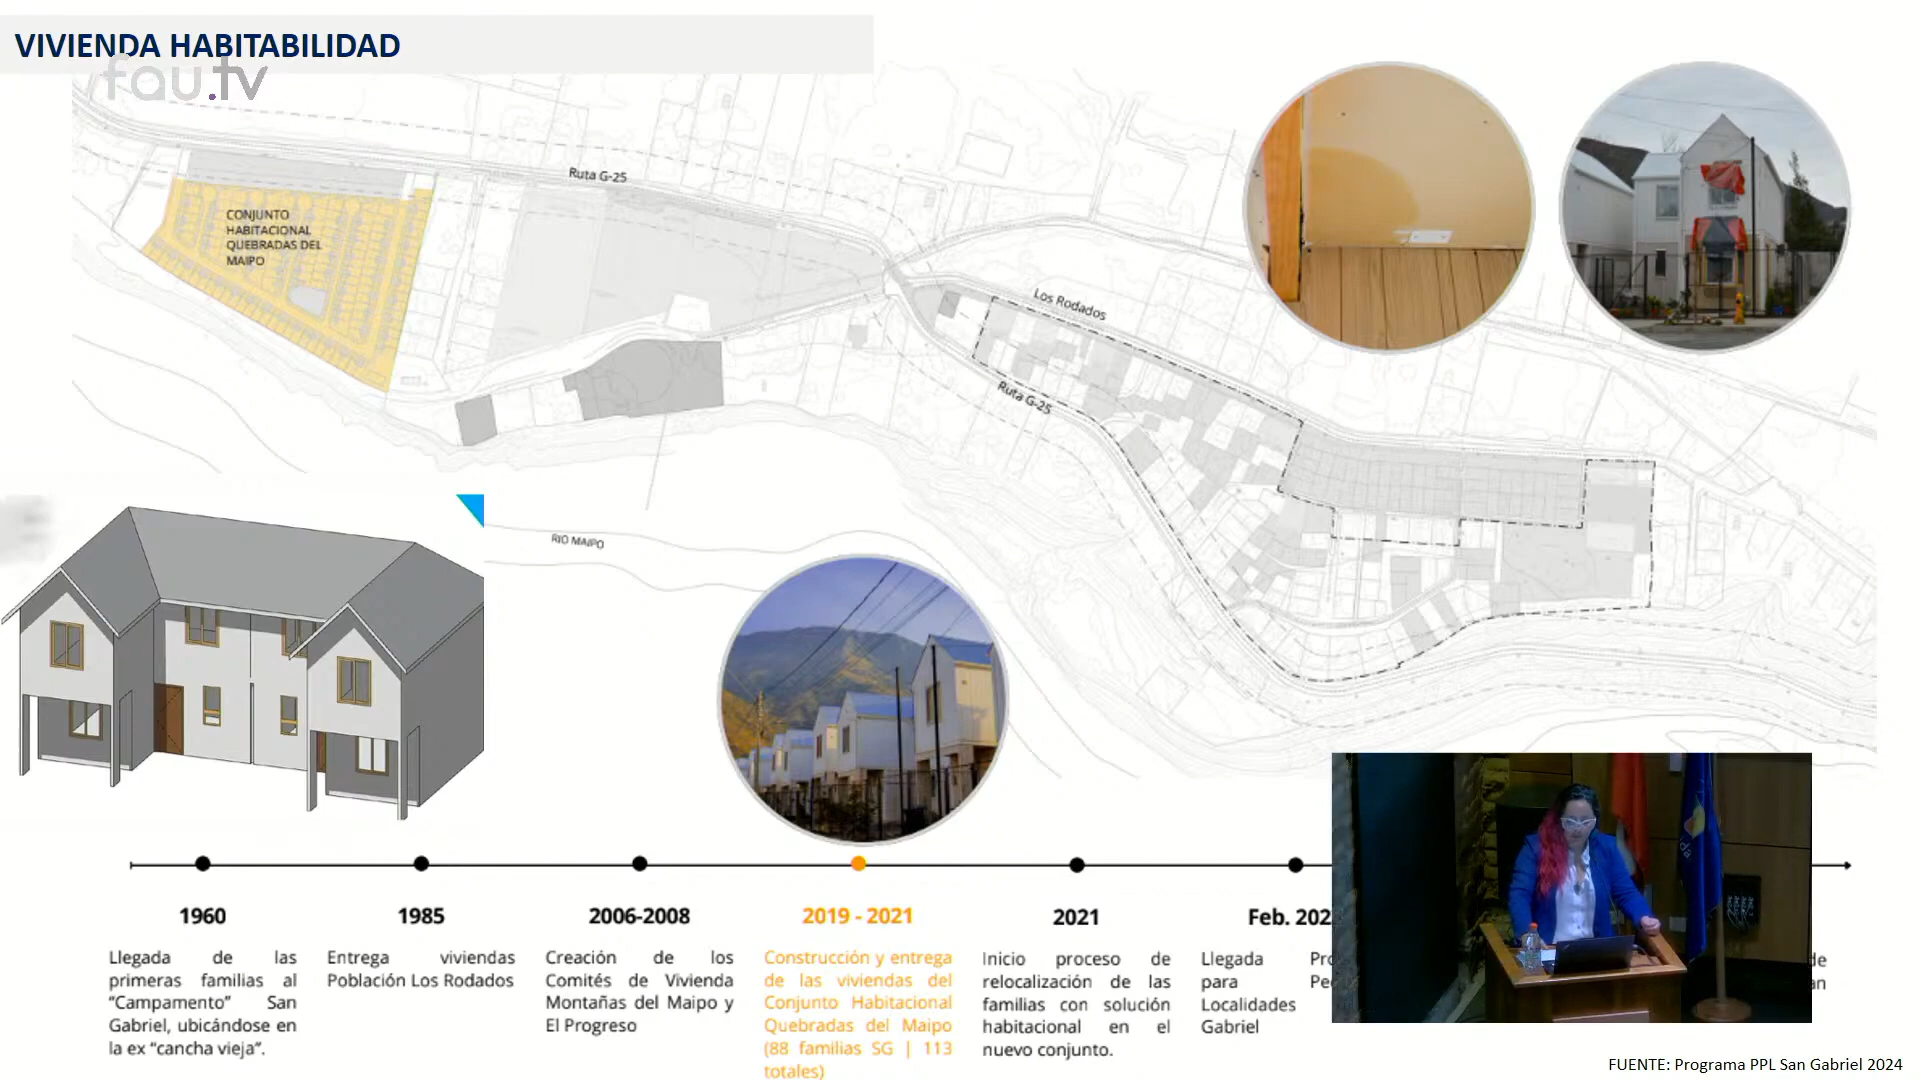 VIVIENDA HABITABILIDAD
fau.tv
Ruta G-25
CONJUNTO
HABITACIONAL
QUEBRADAS DEL
MAIPO
Los Rodados
Ruta G-25
RIO MAIPO
1960
Llegada de las
primeras familias al
“Campamento” San
Gabriel, ubicándose en
la ex “cancha vieja”.
1985
Entrega viviendas
Población Los Rodados
2006-2008
Creación de los
Comités de Vivienda
Montañas del Maipo y
El Progreso
2019 - 2021
Construcción y entrega
de las viviendas del
Conjunto Habitacional
Quebradas del Maipo
(88 familias SG | 113
totales)
2021
Inicio proceso de
relocalización de las
familias con solución
habitacional en el
nuevo conjunto.
Feb.
Llegada
para
Localidades
Gabriel
de
FUENTE: Programa PPL San Gabriel 2024